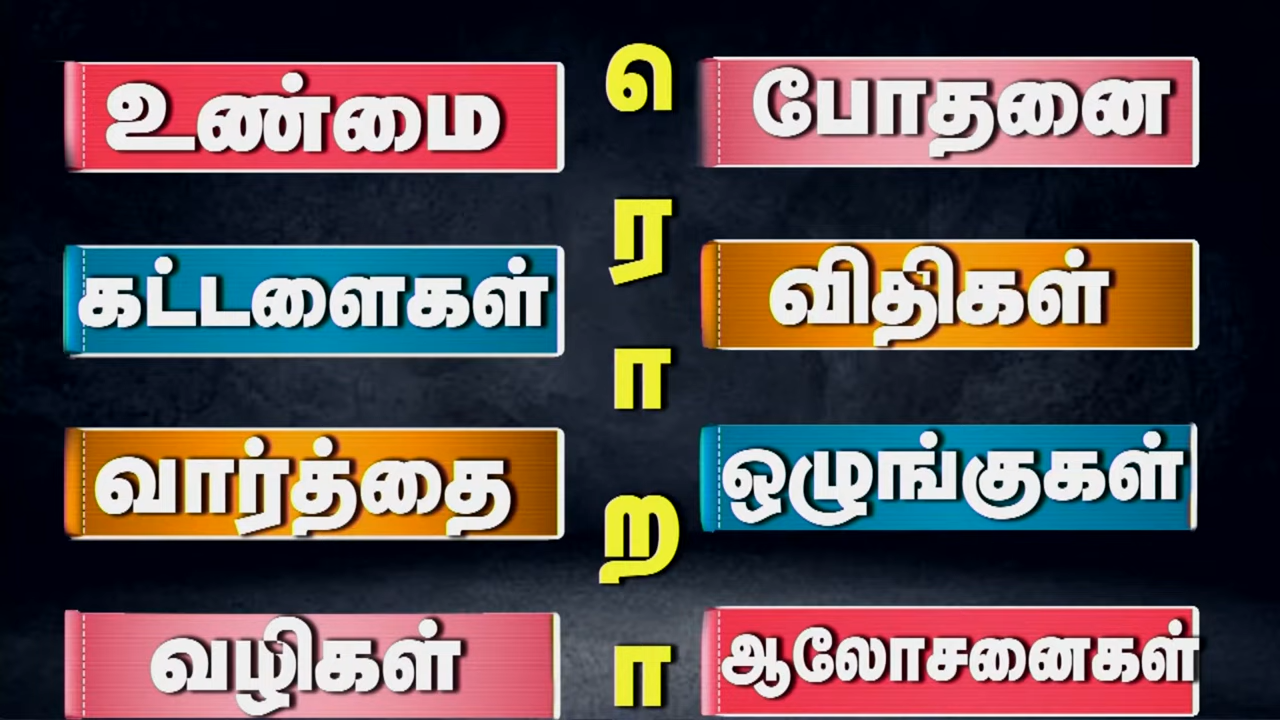 உண்மை
கட்டளைகள்
வார்த்தை
வழிகள்
ெ
ர
ா
ற
ா
போதனை
விதிகள்
ஒழுங்குகள்
ஆலோசனைகள்